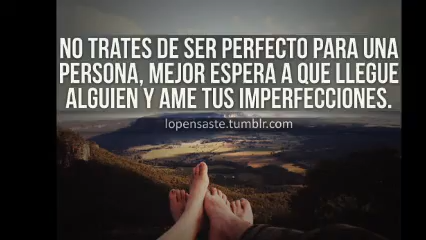 NO TRATES DE SER PERFECTO PARA UNA
PERSONA, MEJOR ESPERA A QUE LLEGUE
ALGUIEN Y AME TUS IMPERFECCIONES.
lopensaste.tumblr.com